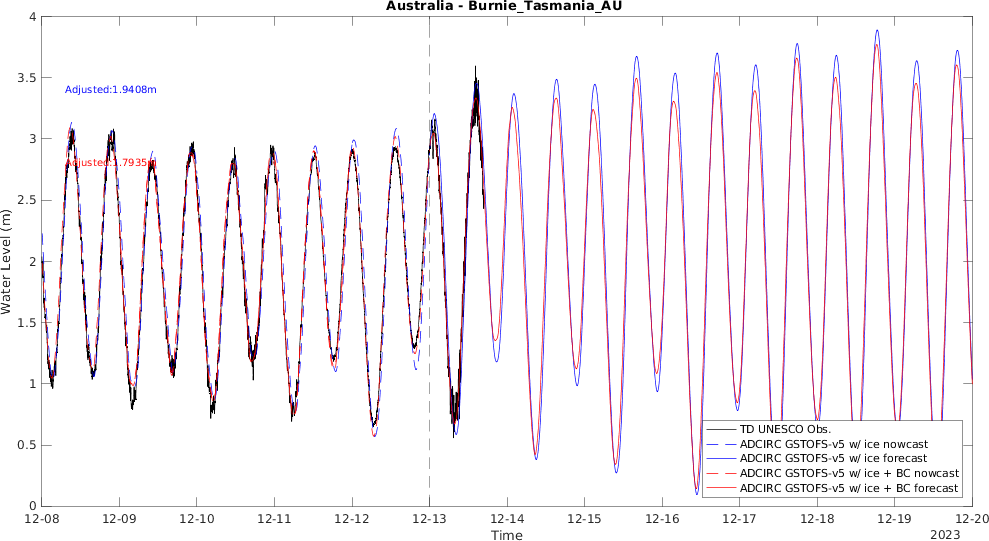 Australia - Burnie_Tasmania_AU
4
3.5
3
2.5
2
1.5
1
0.5
0
Water Level (m)
Adjusted:1.9408m
Adjusted:1.7935m
TD UNESCO Obs.
ADCIRC GSTOFS-v5 w/ ice nowcast
ADCIRC GSTOFS-v5 w/ ice forecast
ADCIRC GSTOFS-v5 w/ ice + BC nowcast
ADCIRC GSTOFS-v5 w/ ice + BC forecast
12-08 12-09 12-10 12-11 12-12 12-13 12-14 12-15 12-16 12-17 12-18 12-19 12-20
Time
2023